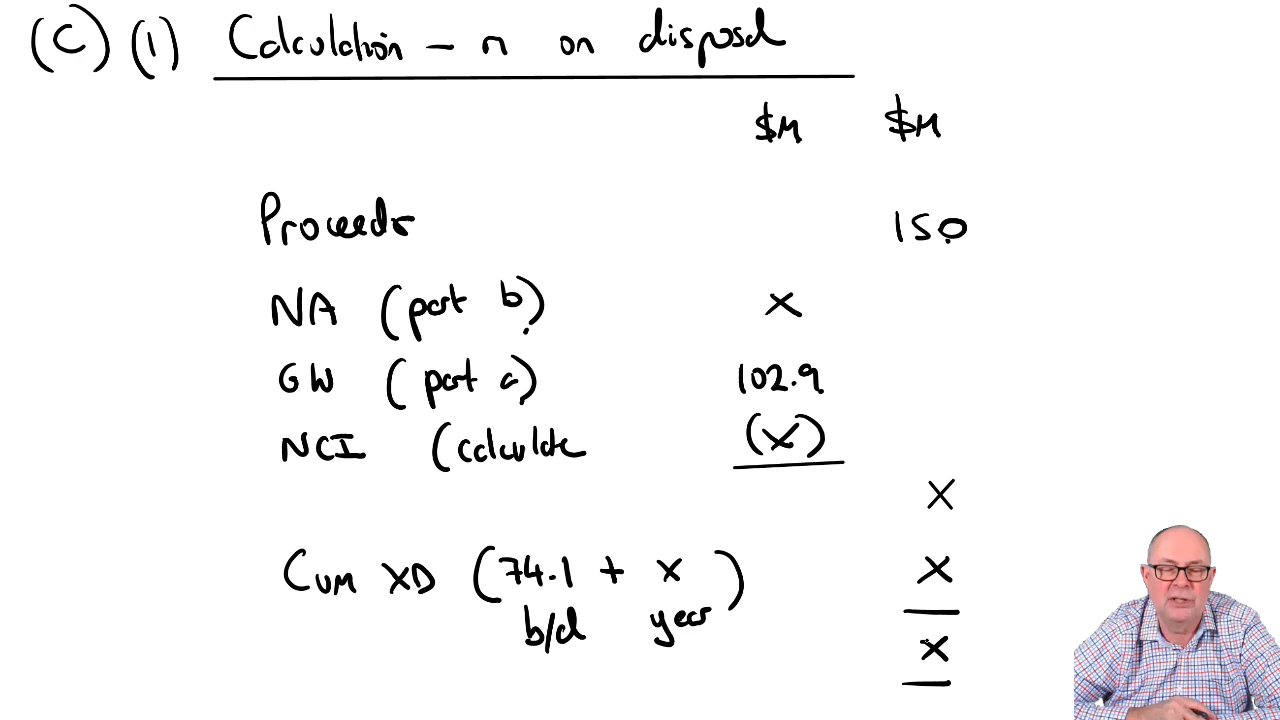 (C) (1) Calculation - π on disposal
$M $M
Proceeds 150
NA (part b) x
GW (part a) 102.9
NCI (calculate (x)
X
Cum XD (74.1 + x) x
b/d year
x